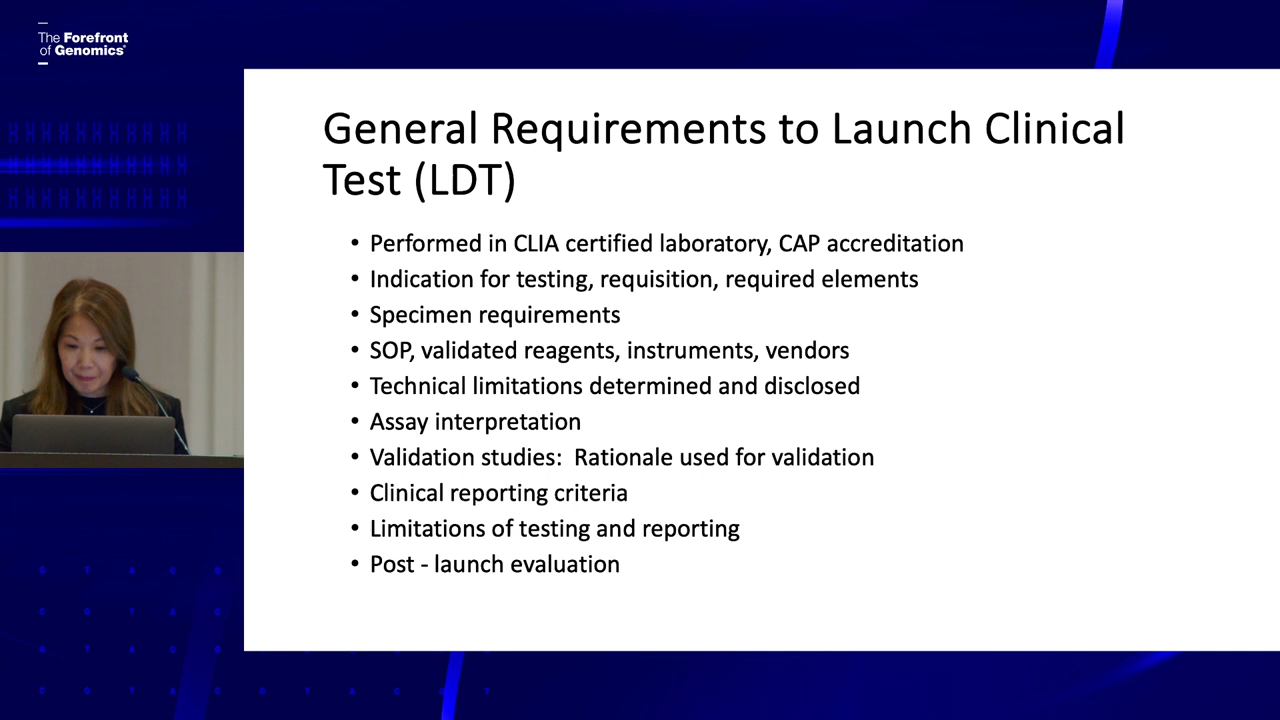 The Forefront
of Genomics
General Requirements to Launch Clinical
Test (LDT)
• Performed in CLIA certified laboratory, CAP accreditation
• Indication for testing, requisition, required elements
• Specimen requirements
• SOP, validated reagents, instruments, vendors
• Technical limitations determined and disclosed
• Assay interpretation
• Validation studies:  Rationale used for validation
• Clinical reporting criteria
• Limitations of testing and reporting
• Post - launch evaluation